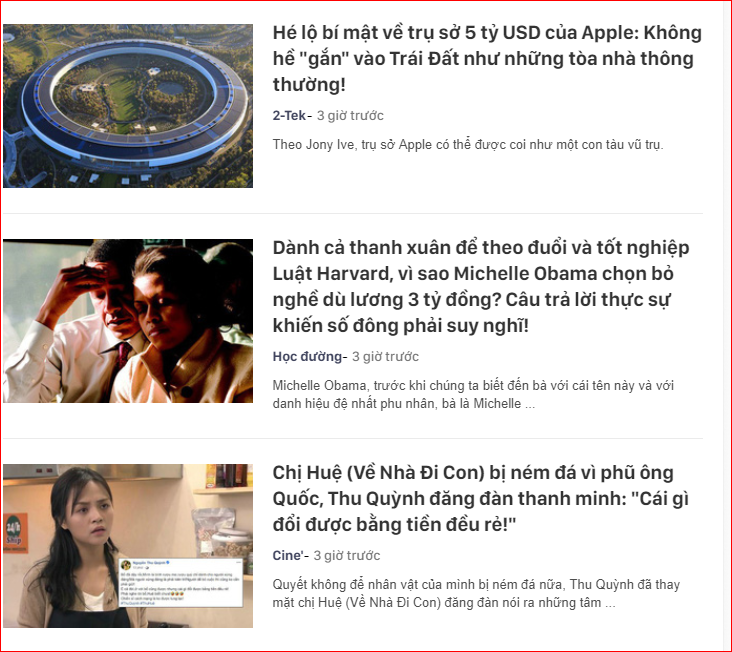 Hé lộ bí mật về trụ sở 5 tỷ USD của Apple: Không
hề "gắn" vào Trái Đất như những tòa nhà thông
thường!
2-Tek- 3 giờ trước
Theo Jony Ive, trụ sở Apple có thể được coi như một con tàu vũ trụ.
Dành cả thanh xuân để theo đuổi và tốt nghiệp
Luật Harvard, vì sao Michelle Obama chọn bỏ
nghề dù lương 3 tỷ đồng? Câu trả lời thực sự
khiến số đông phải suy nghĩ!
Học đường- 3 giờ trước
Michelle Obama, trước khi chúng ta biết đến bà với cái tên này và với
danh hiệu đệ nhất phu nhân, bà là Michelle ...
Chị Huệ (Về Nhà Đi Con) bị ném đá vì phũ ông
Quốc, Thu Quỳnh đăng đàn thanh minh: "Cái gì
đổi được bằng tiền đều rẻ!"
Cine'- 3 giờ trước
Quyết không để nhân vật của mình bị ném đá nữa, Thu Quỳnh đã thay
mặt chị Huệ (Về Nhà Đi Con) đăng đàn nói ra những tâm ...
24/h
Shop